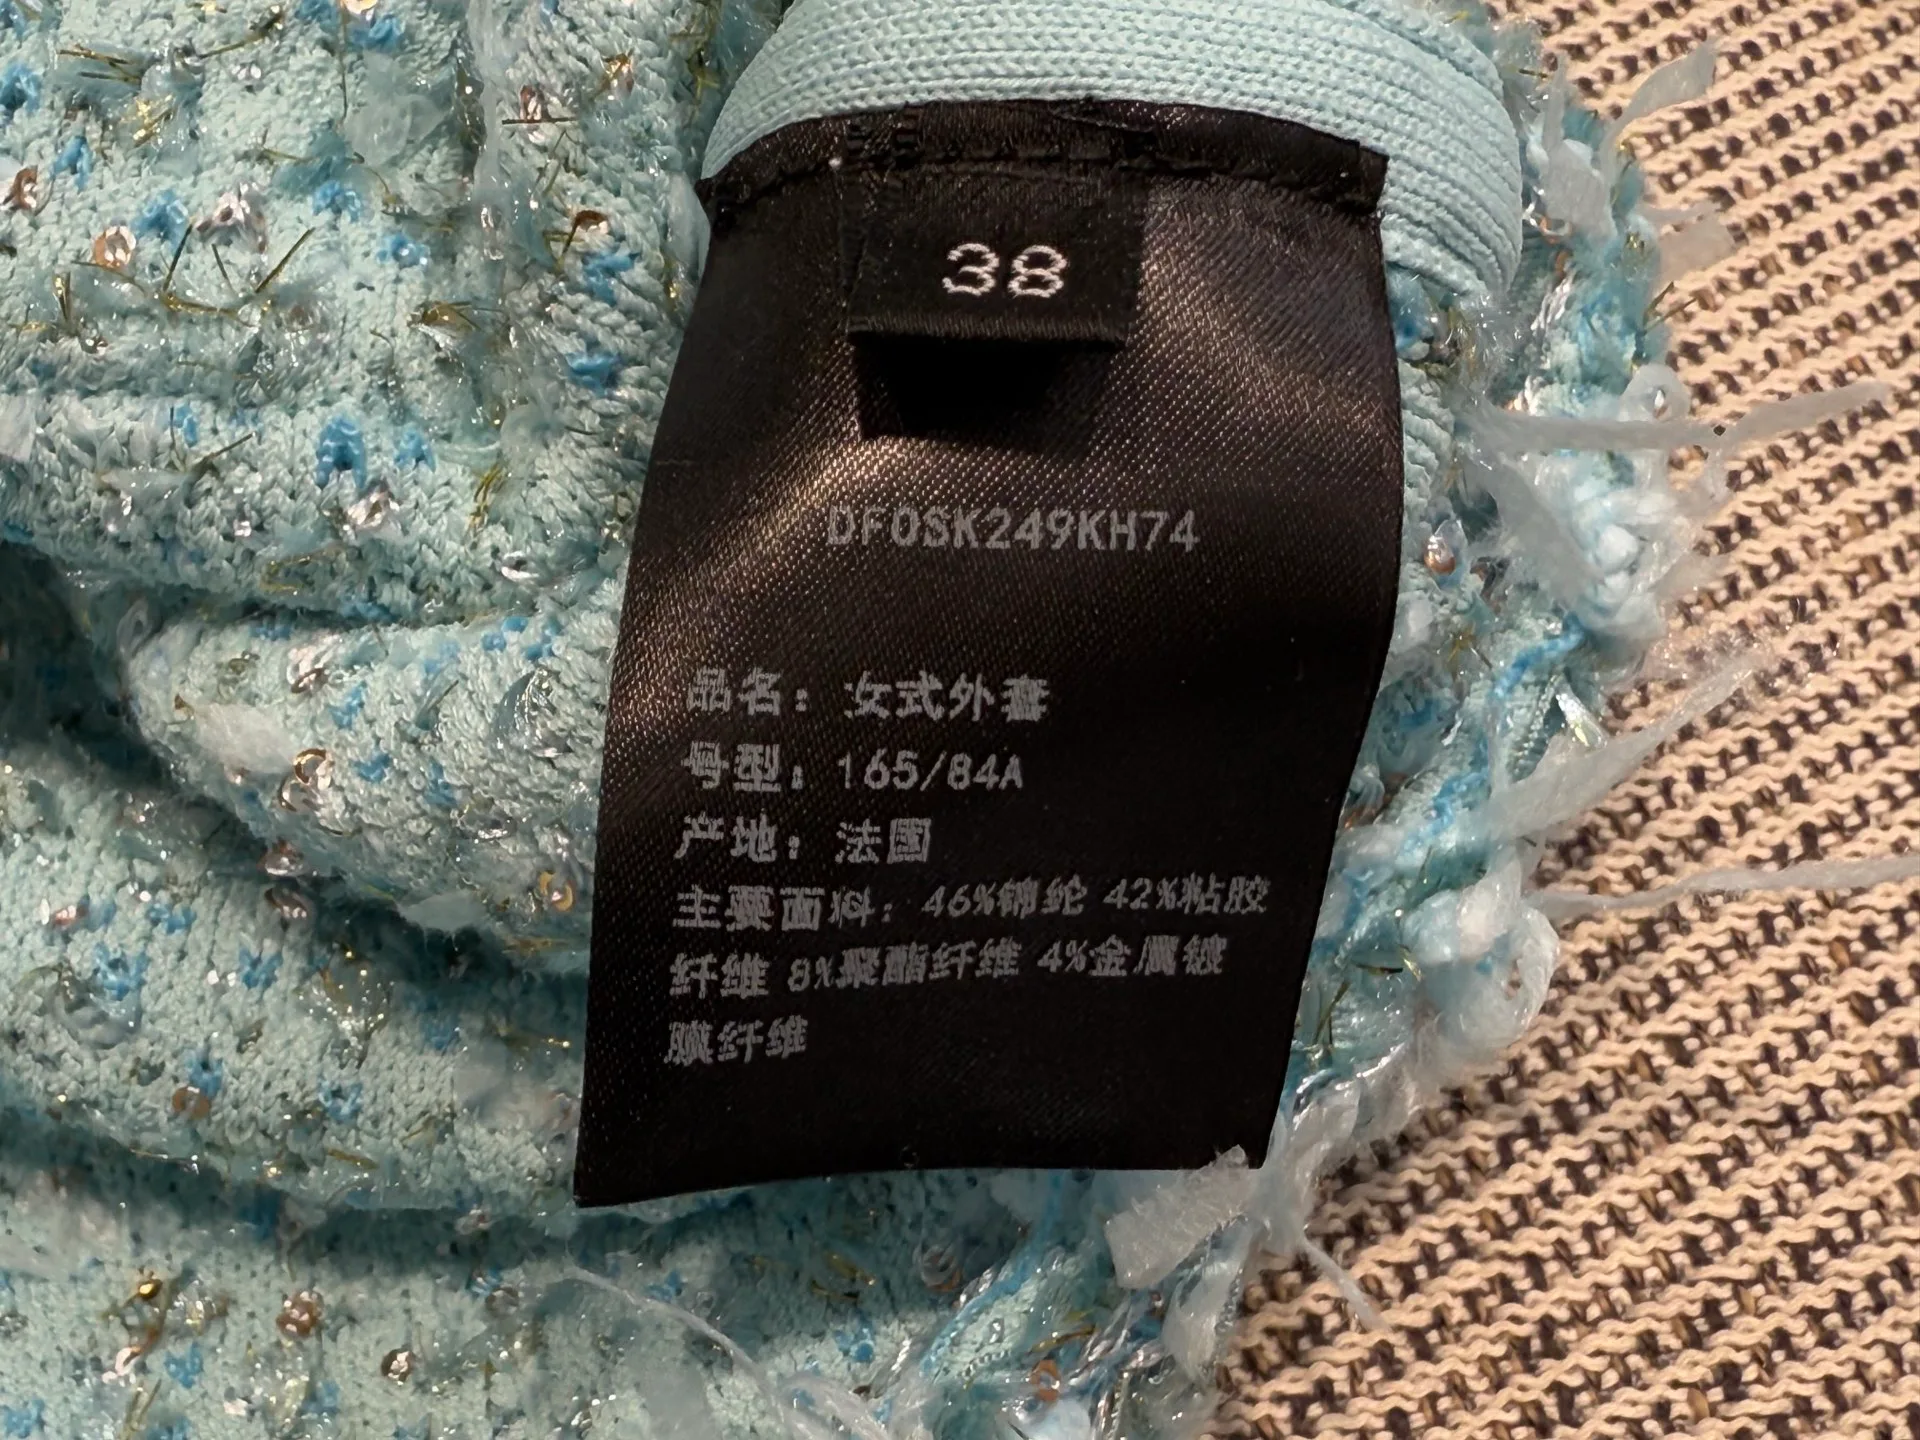 38
DFOSK249KH74
品名：女式外套
号型：165/84A
产地：法国
主要面料：46%锦纶 42%粘胶
纤维 8%聚酯纤维 4%金属镀
膜纤维